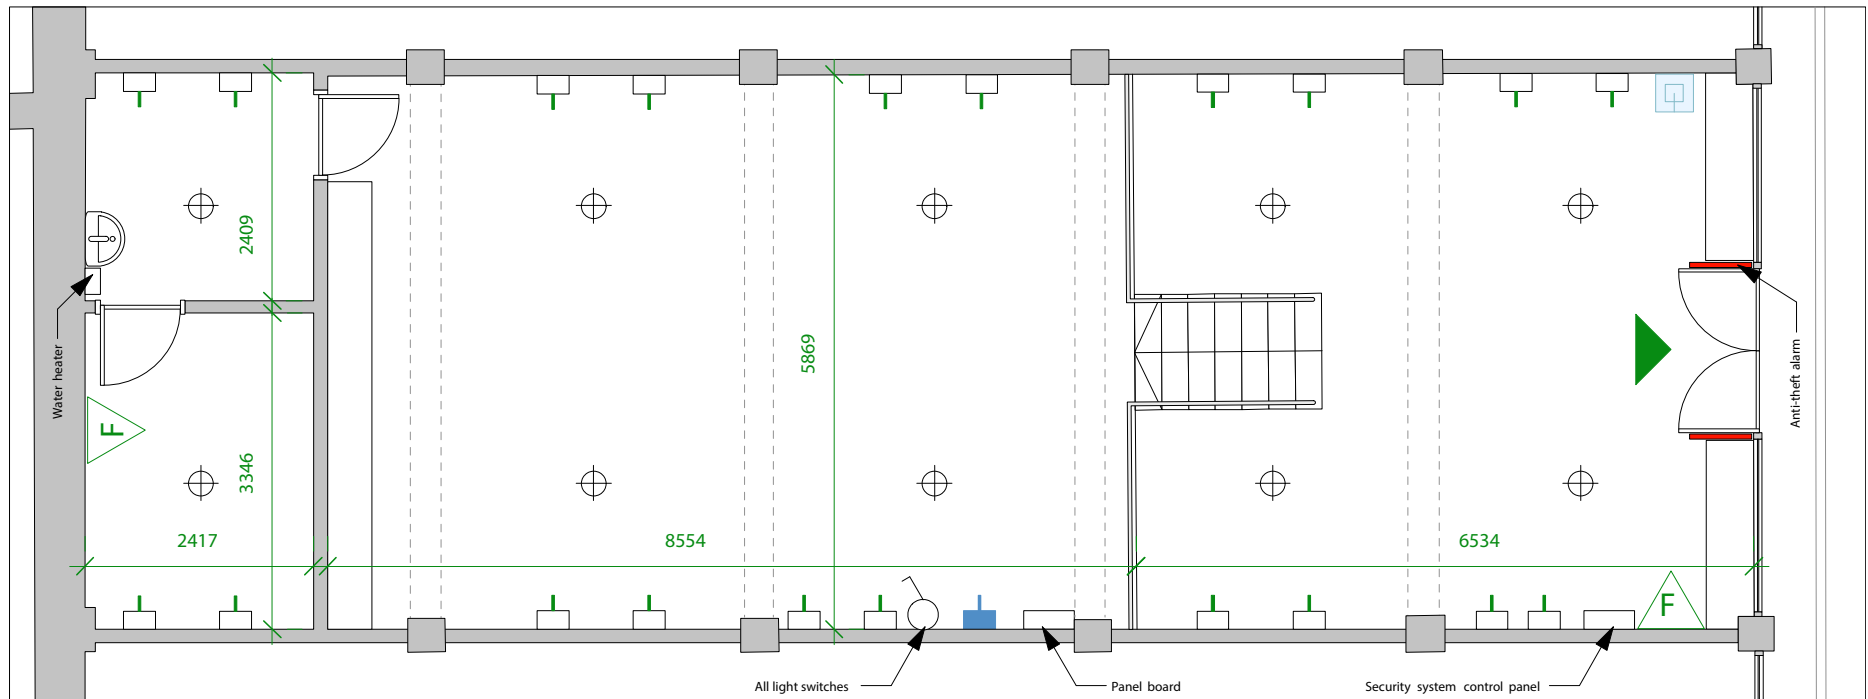 2409
Water heater
5869
Anti-theft alarm
F
3346
2417
8554
6534
F
All light switches
Panel board
Security system control panel